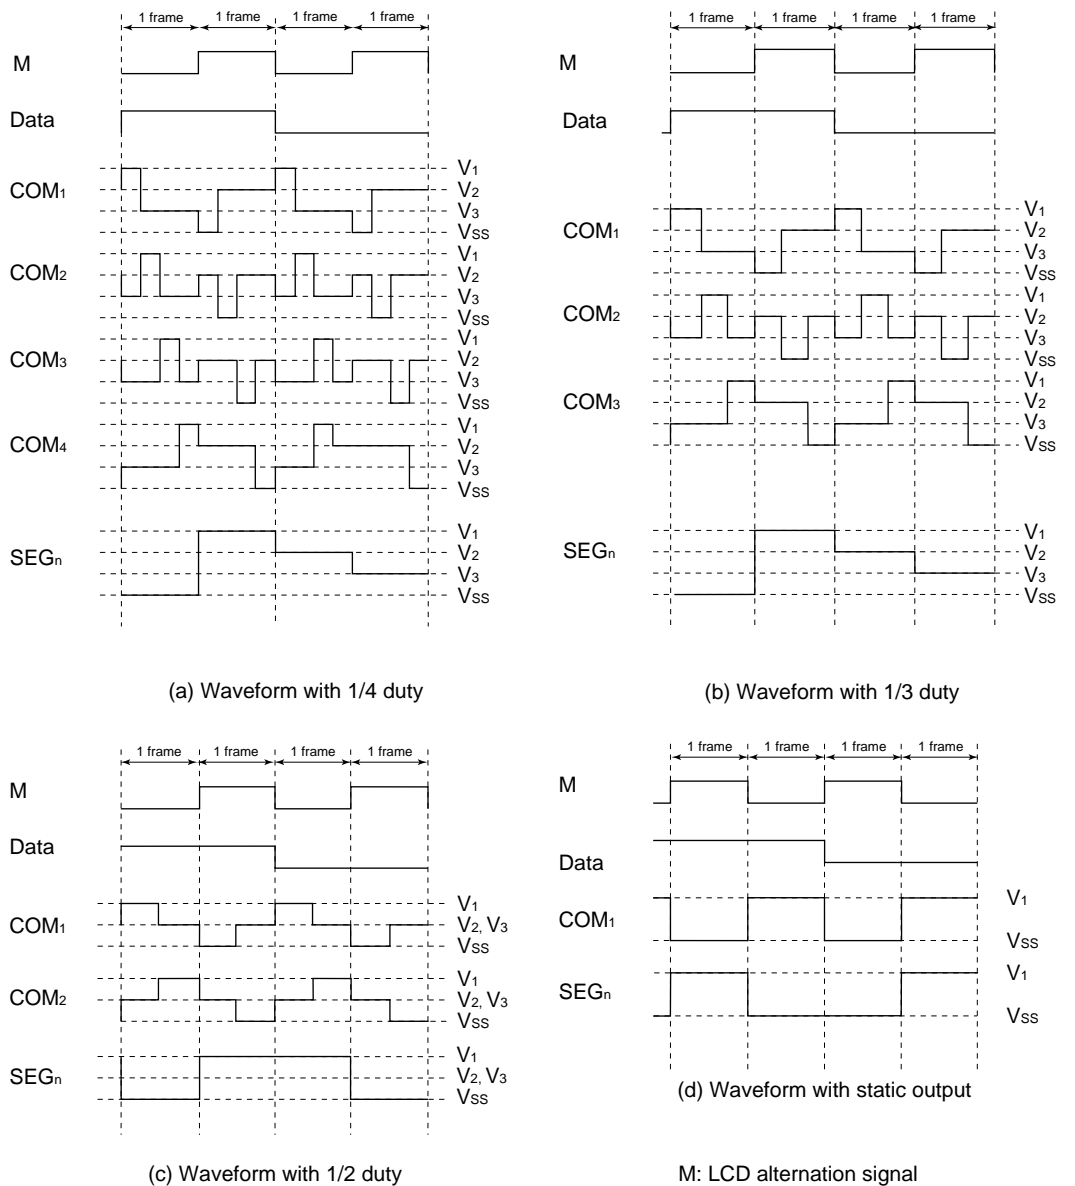 1 frame 1 frame 1 frame 1 frame
M
Data
COM1
V1
V2
V3
VSS
COM2
V1
V2
V3
VSS
COM3
V1
V2
V3
VSS
COM4
V1
V2
V3
VSS
SEGn
V1
V2
V3
VSS
(a) Waveform with 1/4 duty
1 frame 1 frame 1 frame 1 frame
M
Data
COM1
V1
V2
V3
VSS
COM2
V1
V2
V3
VSS
COM3
V1
V2
V3
VSS
SEGn
V1
V2
V3
VSS
(b) Waveform with 1/3 duty
1 frame 1 frame 1 frame 1 frame
M
Data
COM1
V1
V2, V3
VSS
COM2
V1
V2, V3
VSS
SEGn
V1
V2, V3
VSS
(c) Waveform with 1/2 duty
1 frame 1 frame 1 frame 1 frame
M
Data
COM1
V1
VSS
SEGn
V1
VSS
(d) Waveform with static output
M: LCD alternation signal